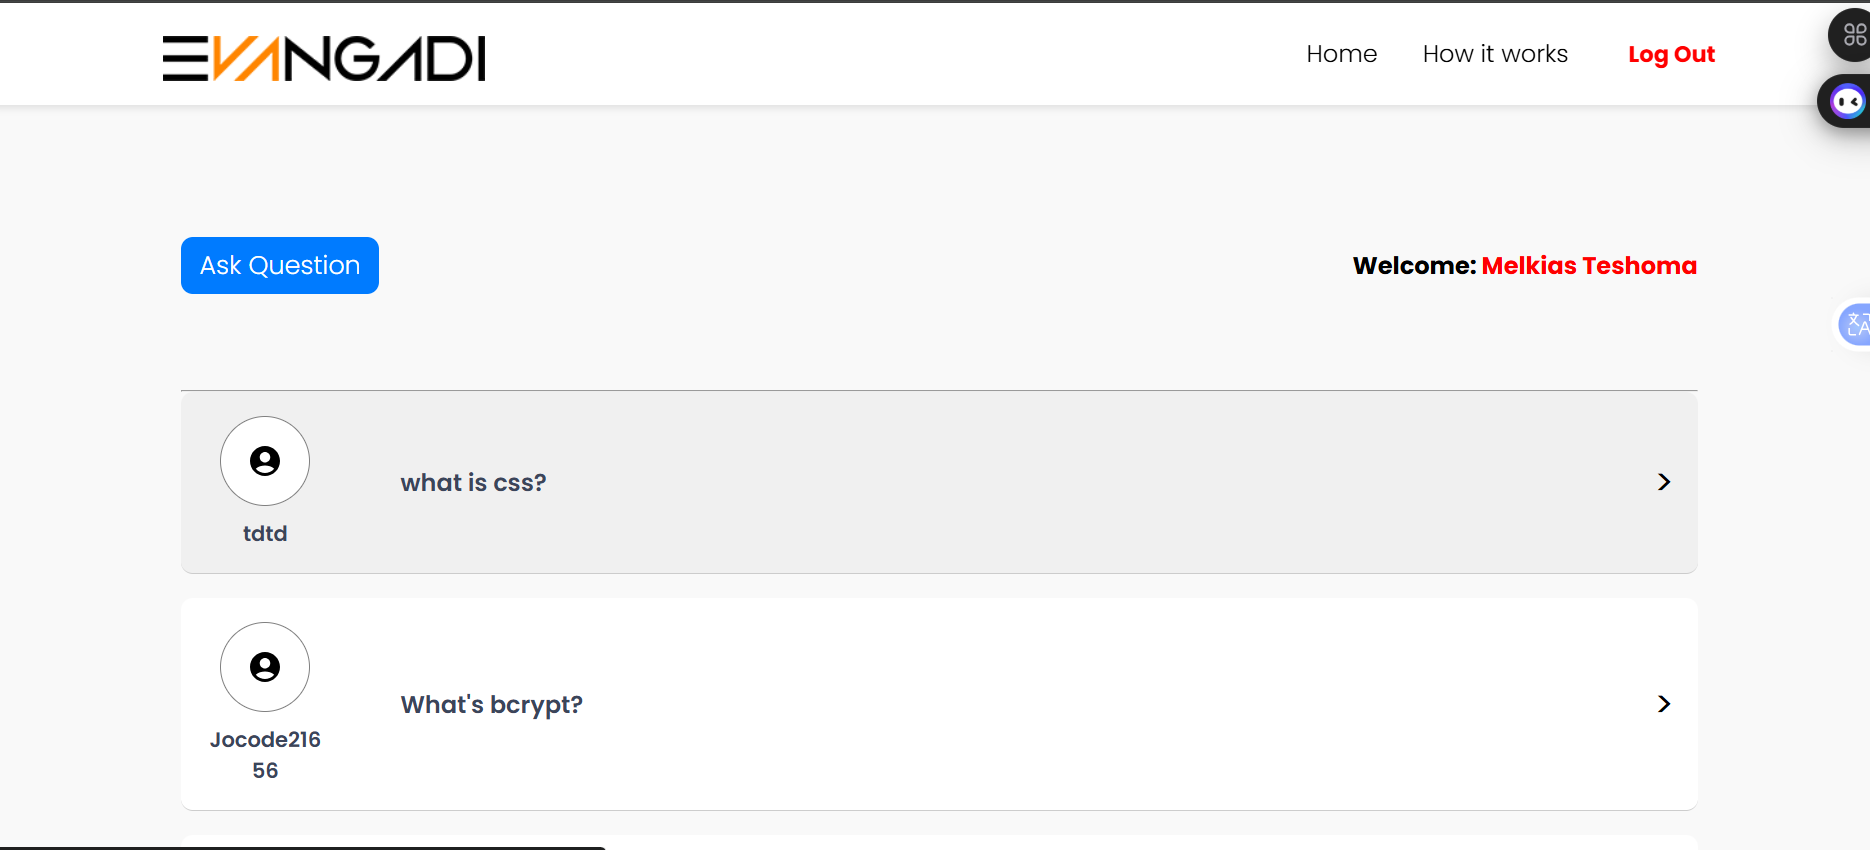 EVANGADI
Home How it works Log Out
Ask Question
Welcome: Melkias Teshoma
what is css?
tdtd
What's bcrypt?
Jocode216
56